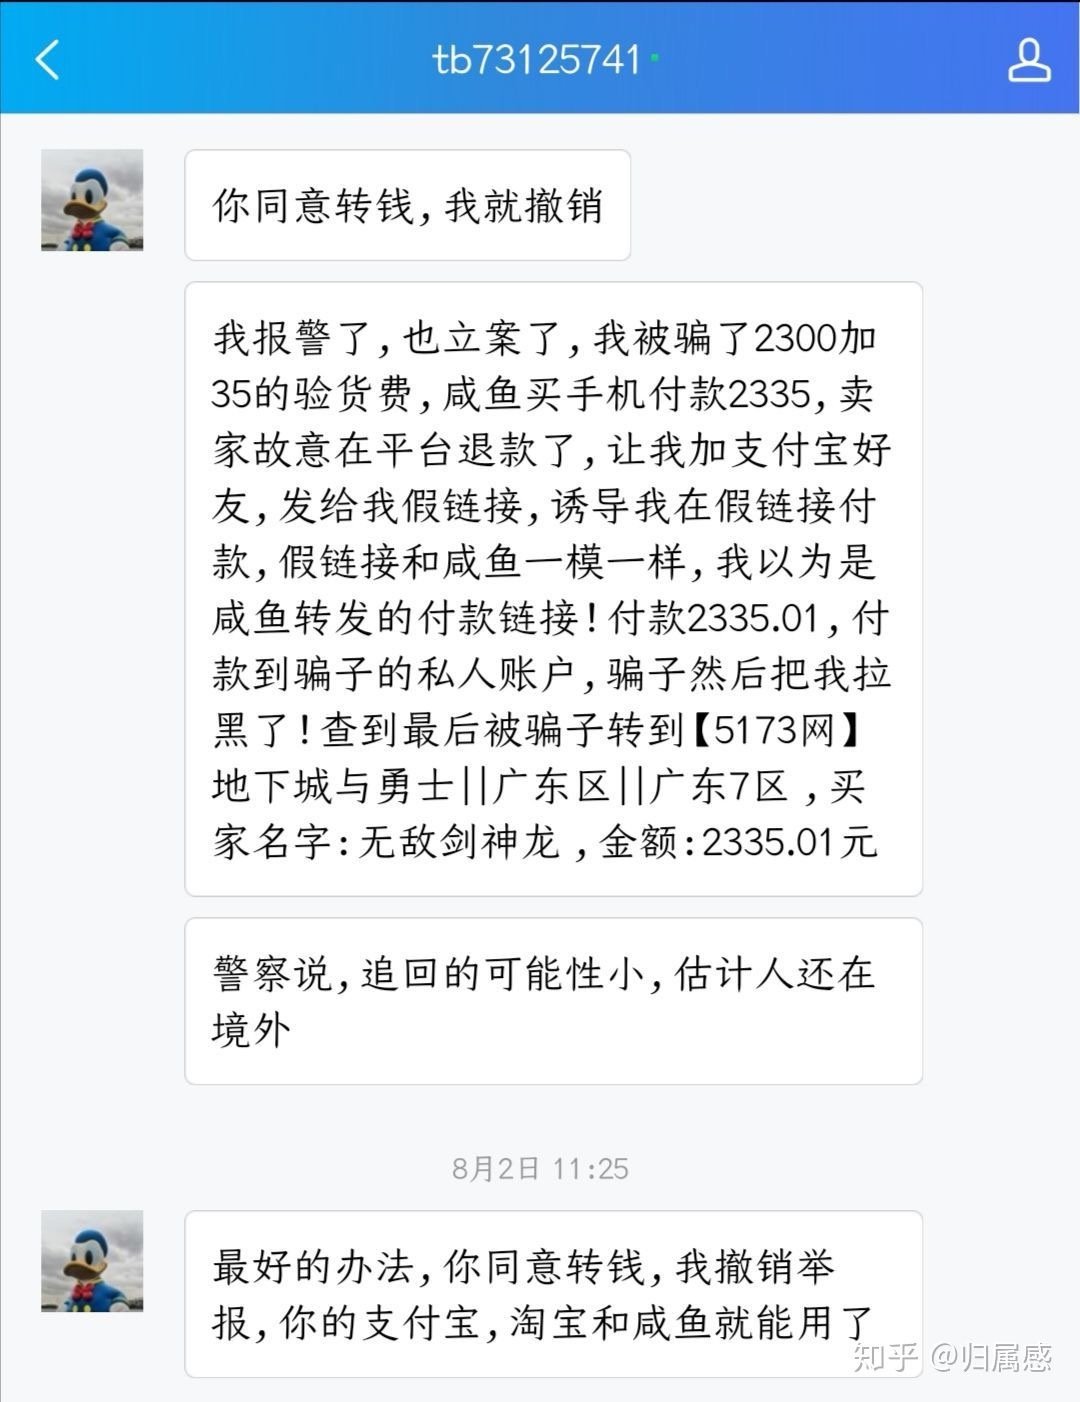 tb73125741
你同意转钱,我就撤销
我报警了,也立案了,我被骗了2300加
35的验货费,咸鱼买手机付款2335,卖
家故意在平台退款了,让我加支付宝好
友,发给我假链接,诱导我在假链接付
款,假链接和咸鱼一模一样,我以为是
咸鱼转发的付款链接!付款2335.01,付
款到骗子的私人账户,骗子然后把我拉
黑了!查到最后被骗子转到【5173网】
地下城与勇士||广东区||广东7区 ,买
家名字:无敌剑神龙 ,金额:2335.01元
警察说,追回的可能性小,估计人还在
境外
8月2日 11:25
最好的办法,你同意转钱,我撤销举
报,你的支付宝,淘宝和咸鱼就能用了
知乎 @归属感